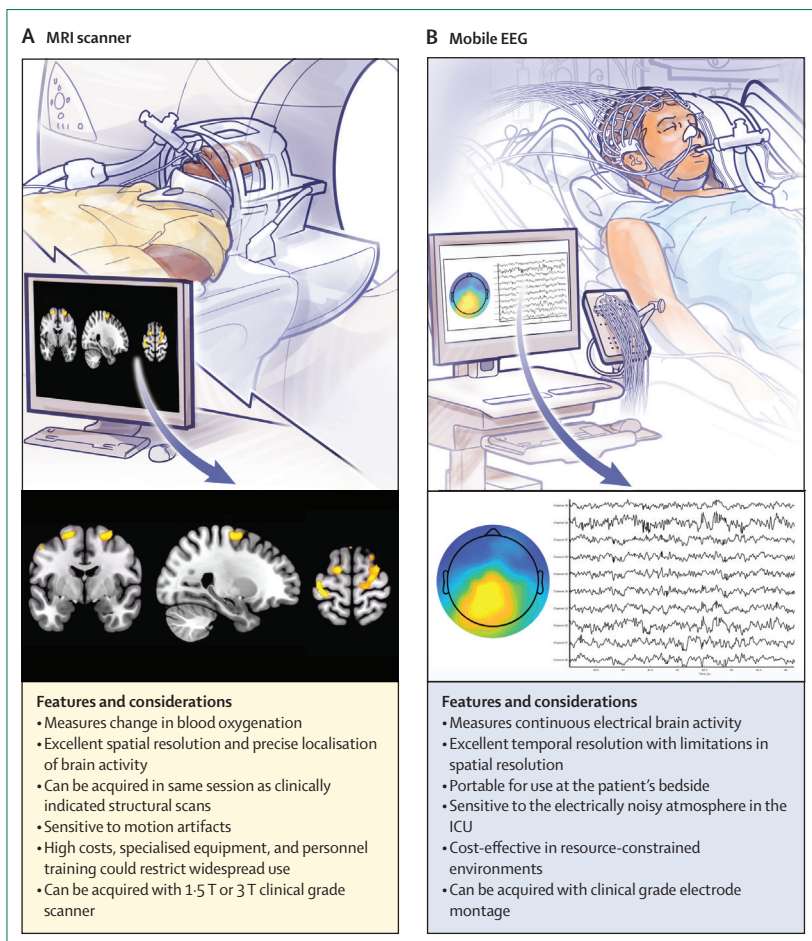 A MRI scanner
B Mobile EEG
Features and considerations
• Measures change in blood oxygenation
• Excellent spatial resolution and precise localisation
of brain activity
• Can be acquired in same session as clinically
indicated structural scans
• Sensitive to motion artifacts
• High costs, specialised equipment, and personnel
training could restrict widespread use
• Can be acquired with 1·5 T or 3 T clinical grade
scanner
Features and considerations
• Measures continuous electrical brain activity
• Excellent temporal resolution with limitations in
spatial resolution
• Portable for use at the patient's bedside
• Sensitive to the electrically noisy atmosphere in the
ICU
• Cost-effective in resource-constrained
environments
• Can be acquired with clinical grade electrode
montage